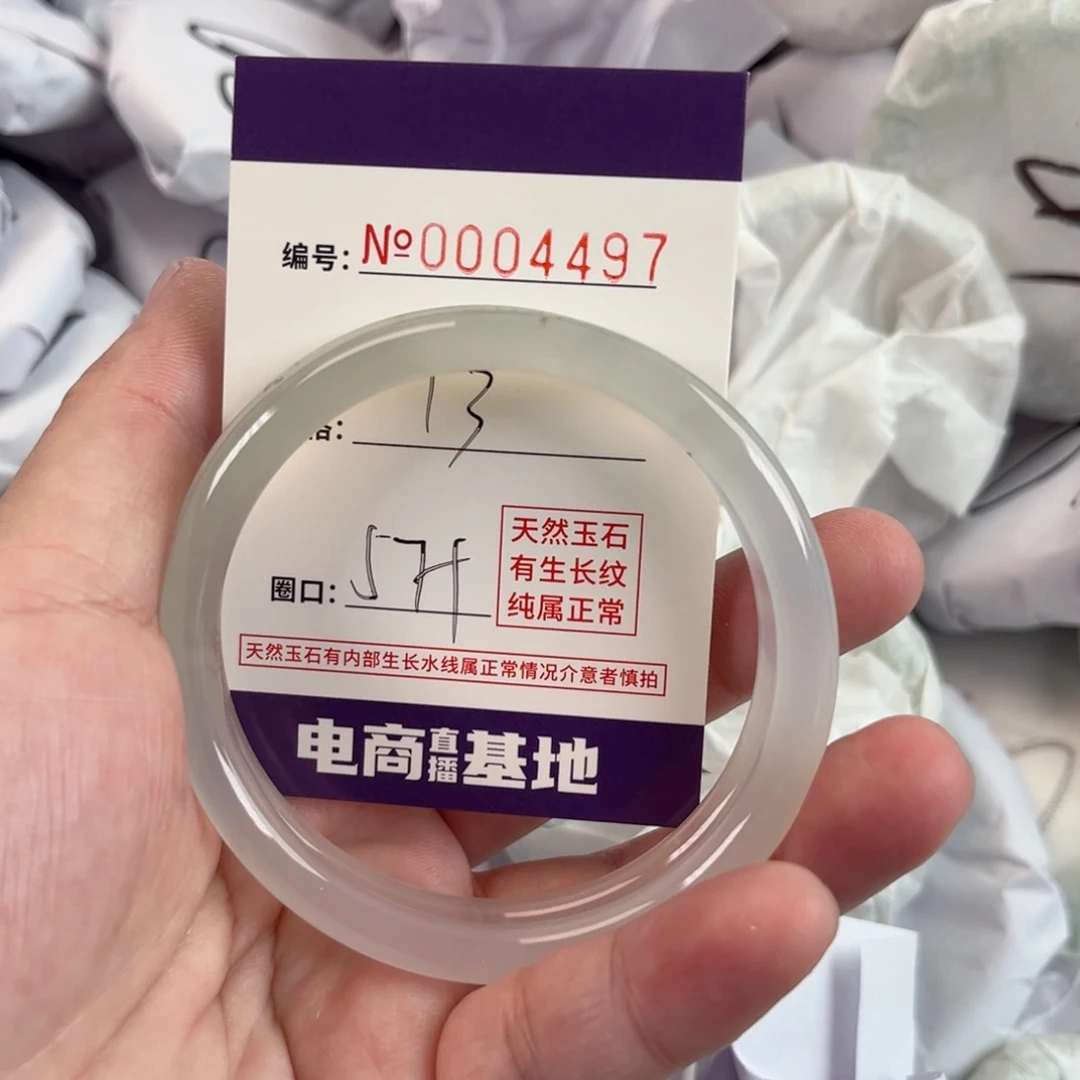 编号: №0004497
格: 13
圈口: 57+
天然玉石
有生长纹
纯属正常
天然玉石有内部生长水线属正常情况介意者慎拍
电商直播基地